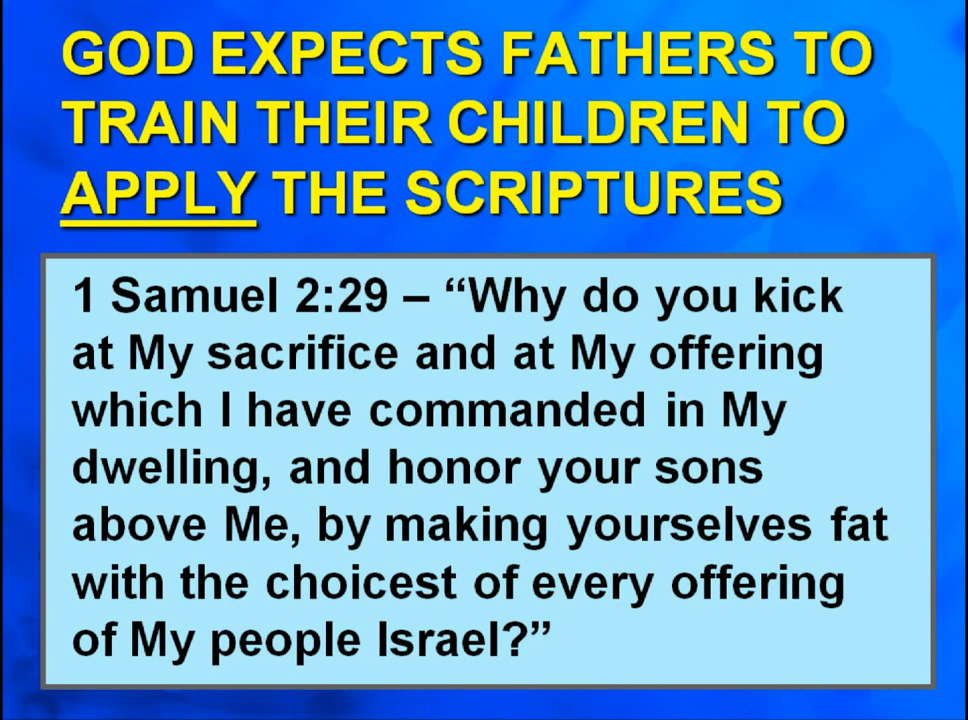 GOD EXPECTS FATHERS TO
TRAIN THEIR CHILDREN TO
APPLY THE SCRIPTURES
1 Samuel 2:29 – “Why do you kick
at My sacrifice and at My offering
which I have commanded in My
dwelling, and honor your sons
above Me, by making yourselves fat
with the choicest of every offering
of My people Israel?”